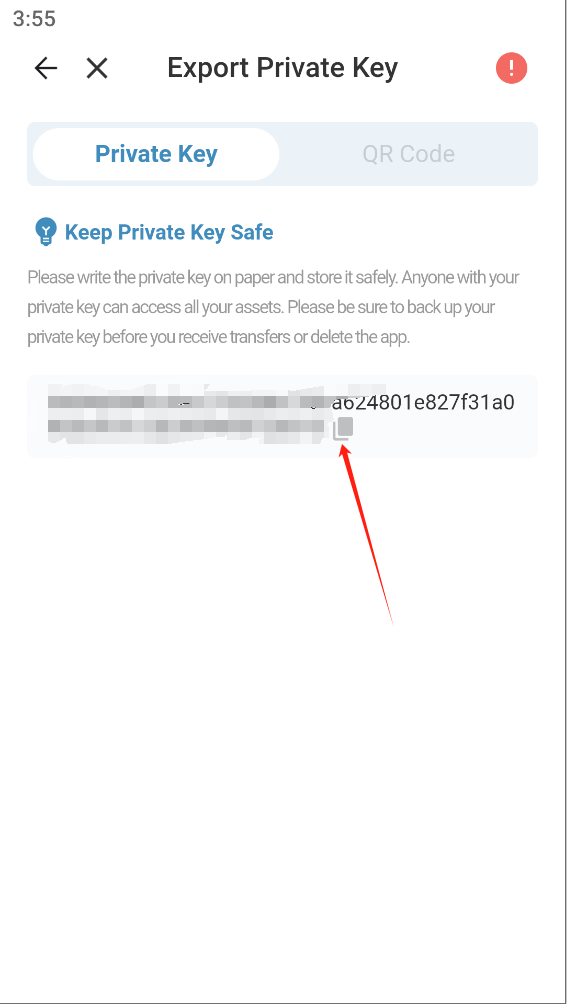 3:55
Export Private Key
Private Key
QR Code
Keep Private Key Safe
Please write the private key on paper and store it safely. Anyone with your
private key can access all your assets. Please be sure to back up your
private key before you receive transfers or delete the app.
a624801e827f31a0